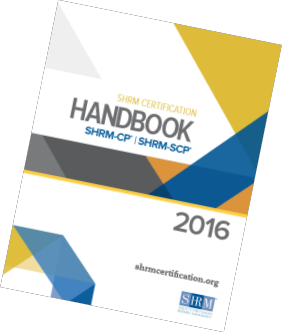 SHRM CERTIFICATION
HANDBOOK
SHRM-CP® | SHRM-SCP®
2016
shrmcertification.org
SHRM